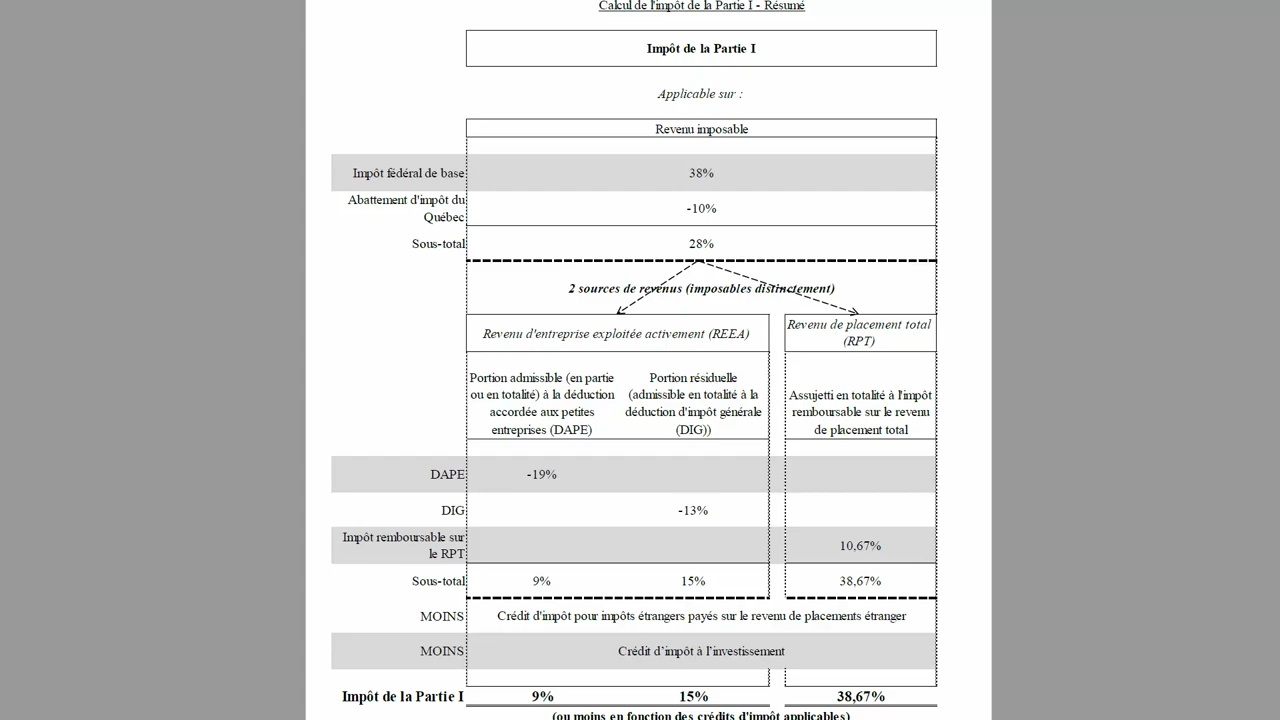 Calcul de l'impôt de la Partie I - Résumé
Impôt de la Partie I
Applicable sur :
Revenu imposable
Impôt fédéral de base 38%
Abattement d'impôt du
Québec -10%
Sous-total 28%
2 sources de revenus (imposables distinctement)
Revenu d'entreprise exploitée activement (REEA)
Revenu de placement total
(RPT)
Portion admissible (en partie
ou en totalité) à la déduction
accordée aux petites
entreprises (DAPE)
Portion résiduelle
(admissible en totalité à la
déduction d'impôt générale
(DIG))
Assujetti en totalité à l'impôt
remboursable sur le revenu
de placement total
DAPE -19%
DIG -13%
Impôt remboursable sur
le RPT 10,67%
Sous-total 9% 15% 38,67%
MOINS Crédit d'impôt pour impôts étrangers payés sur le revenu de placements étranger
MOINS Crédit d’impôt à l’investissement
Impôt de la Partie I 9% 15% 38,67%
(ou moins en fonction des crédits d'impôt applicables)